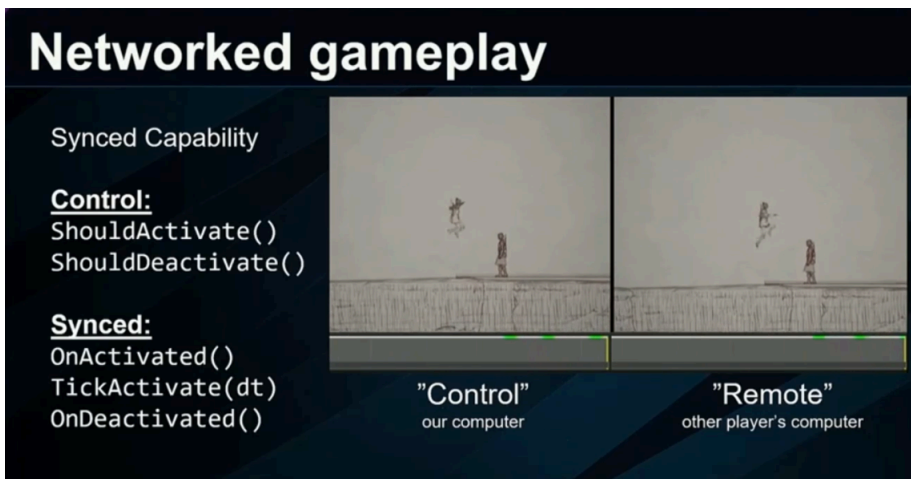 Networked gameplay
Synced Capability
Control:
ShouldActivate()
ShouldDeactivate()
Synced:
OnActivated()
TickActivate(dt)
OnDeactivated()
”Control”
our computer
”Remote”
other player’s computer